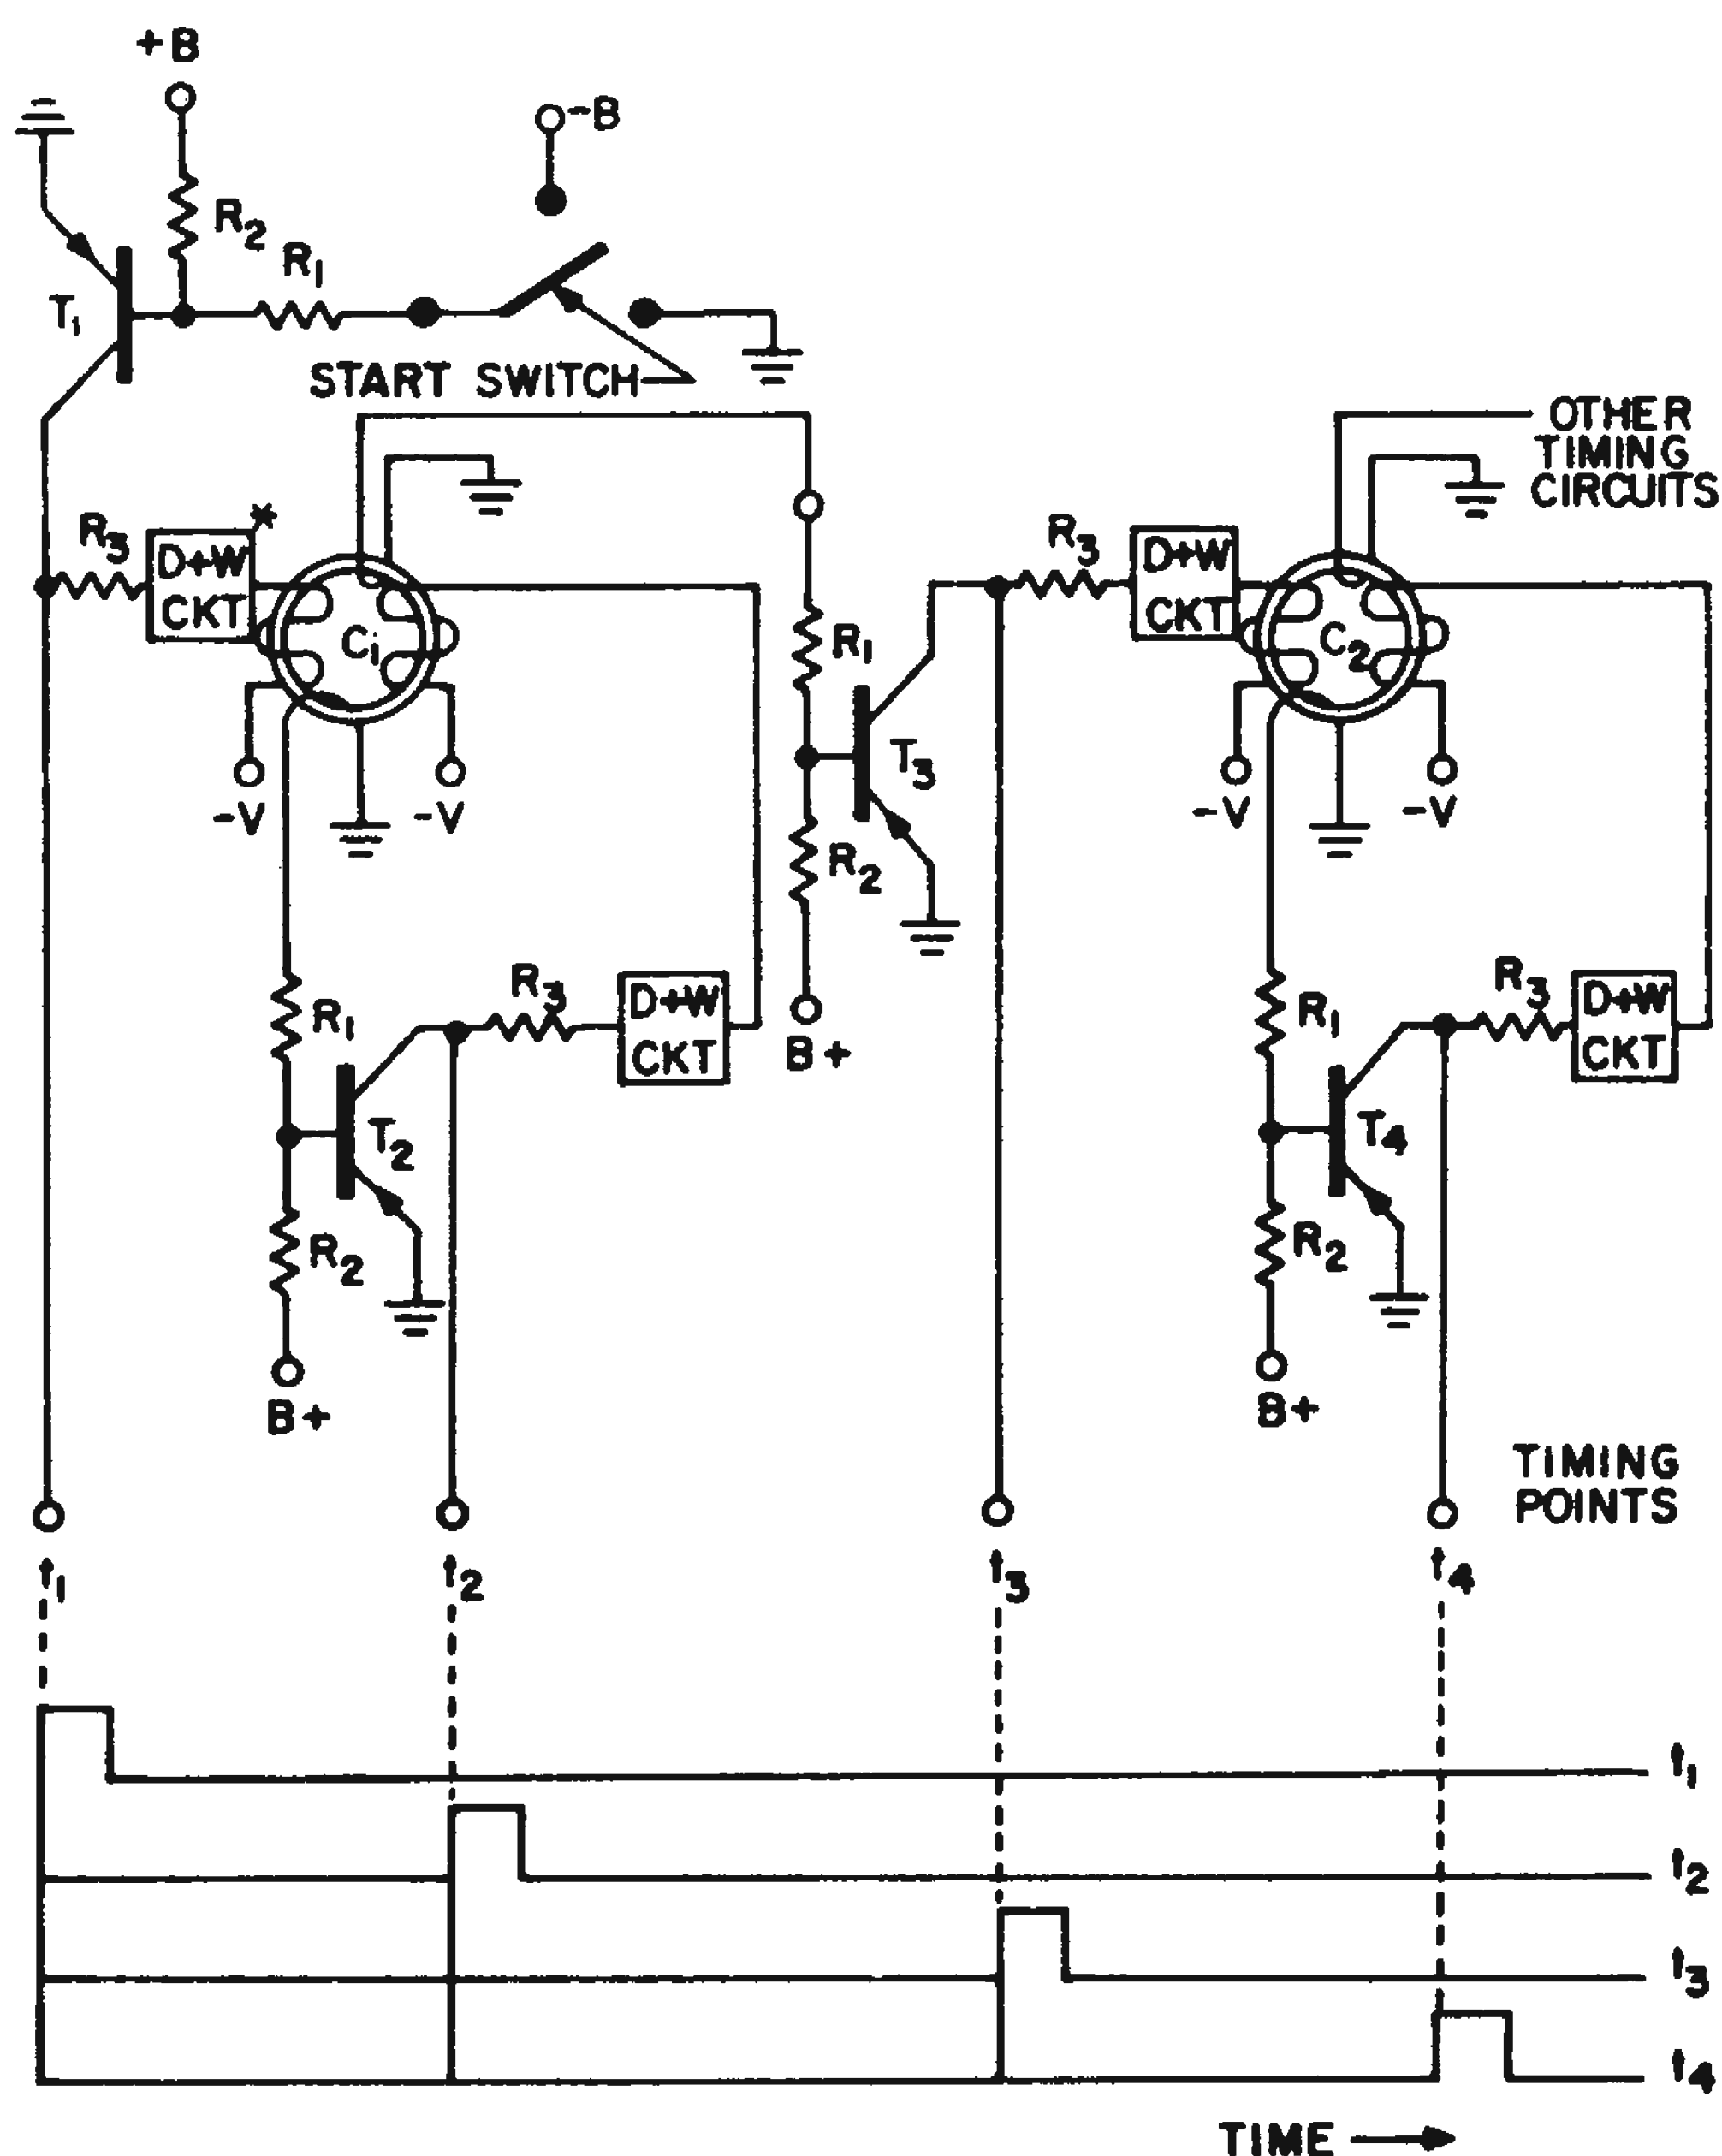 +B
-B
R2
R1
T1
START SWITCH
OTHER
TIMING
CIRCUITS
R3
D+W
CKT
*
C1
-V
-V
R1
T3
R2
B+
R3
D+W
CKT
C2
-V
-V
R1
T2
R2
B+
R3
D+W
CKT
R1
T4
R2
B+
R3
D+W
CKT
TIMING
POINTS
t1
t2
t3
t4
t1
t2
t3
t4
TIME